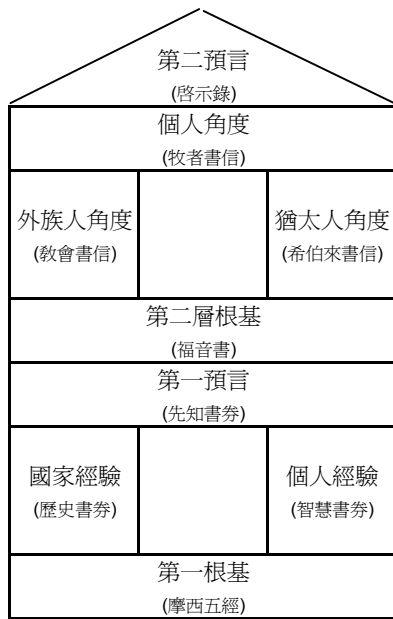 第二預言
(啓示錄)
個人角度
(牧者書信)
外族人角度
(教會書信)
猶太人角度
(希伯來書信)
第二層根基
(福音書)
第一預言
(先知書券)
國家經驗
(歷史書券)
個人經驗
(智慧書券)
第一根基
(摩西五經)